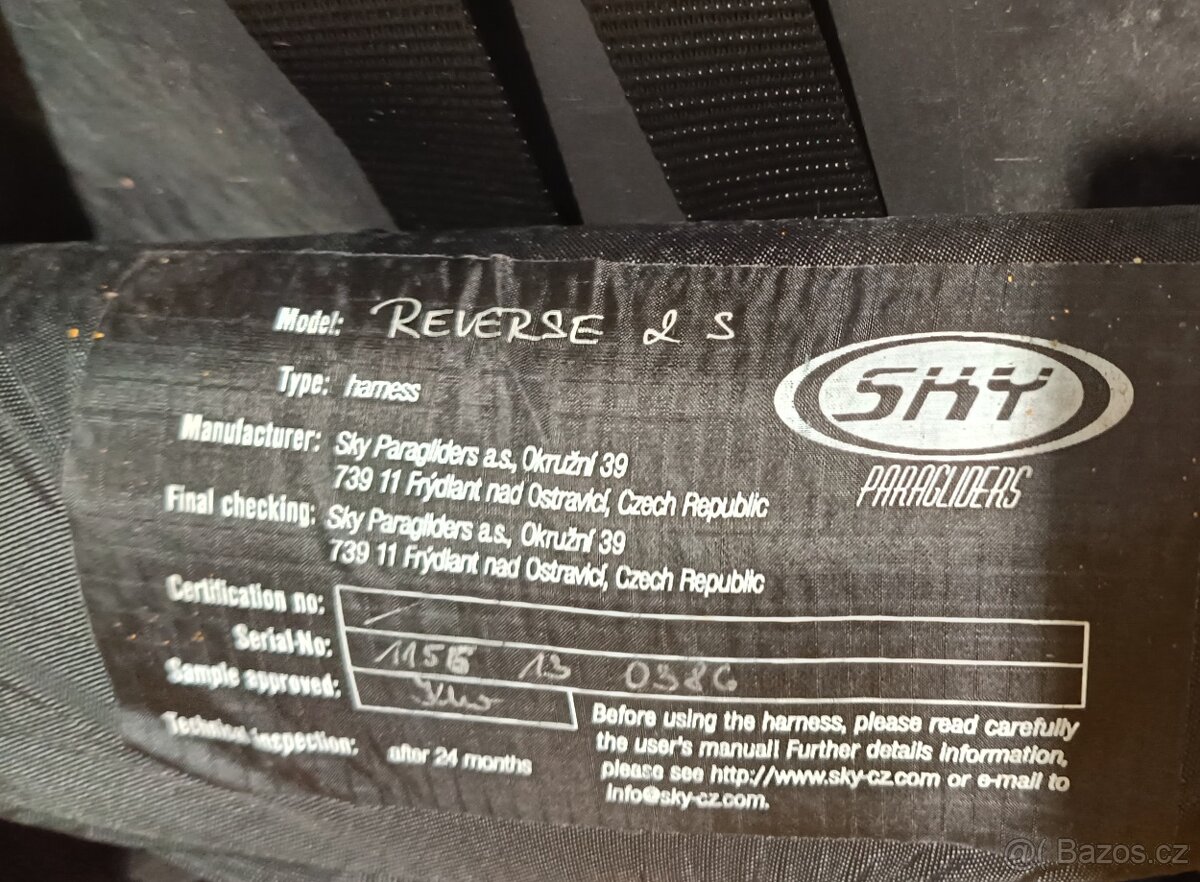 Model: REVERSE 2 S
Type: harness
SKY
PARAGLIDERS
Manufacturer: Sky Paragliders a.s., Okružní 39
739 11 Frýdlant nad Ostravicí, Czech Republic
Final checking: Sky Paragliders a.s., Okružní 39
739 11 Frýdlant nad Ostravicí, Czech Republic
Certification no:
Serial-No: 13
Sample approved:
Technical inspection: after 24 months
Before using the harness, please read carefully
the user's manual! Further details information,
please see http://www.sky-cz.com or e-mail to
info@sky-cz.com.
@( Bazos.cz